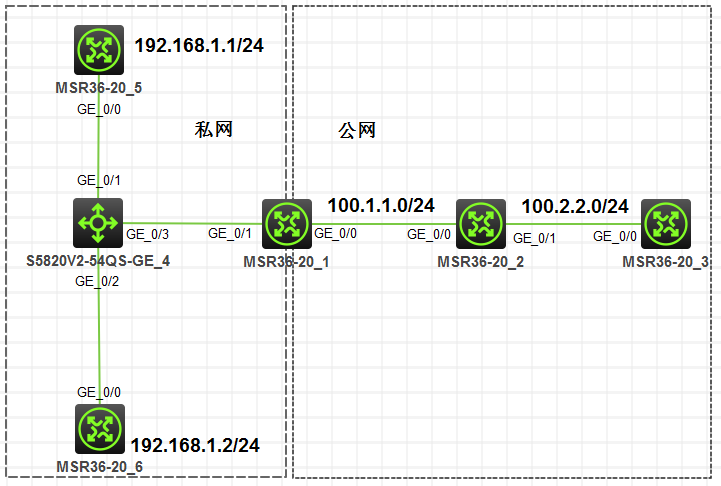 192.168.1.1/24
MSR36-20_5
GE_0/0
私网
公网
GE_0/1
100.1.1.0/24
100.2.2.0/24
GE_0/3
GE_0/1
GE_0/0
GE_0/0
GE_0/1
GE_0/0
S5820V2-54QS-GE_4
MSR36-20_1
MSR36-20_2
MSR36-20_3
GE_0/2
GE_0/0
192.168.1.2/24
MSR36-20_6